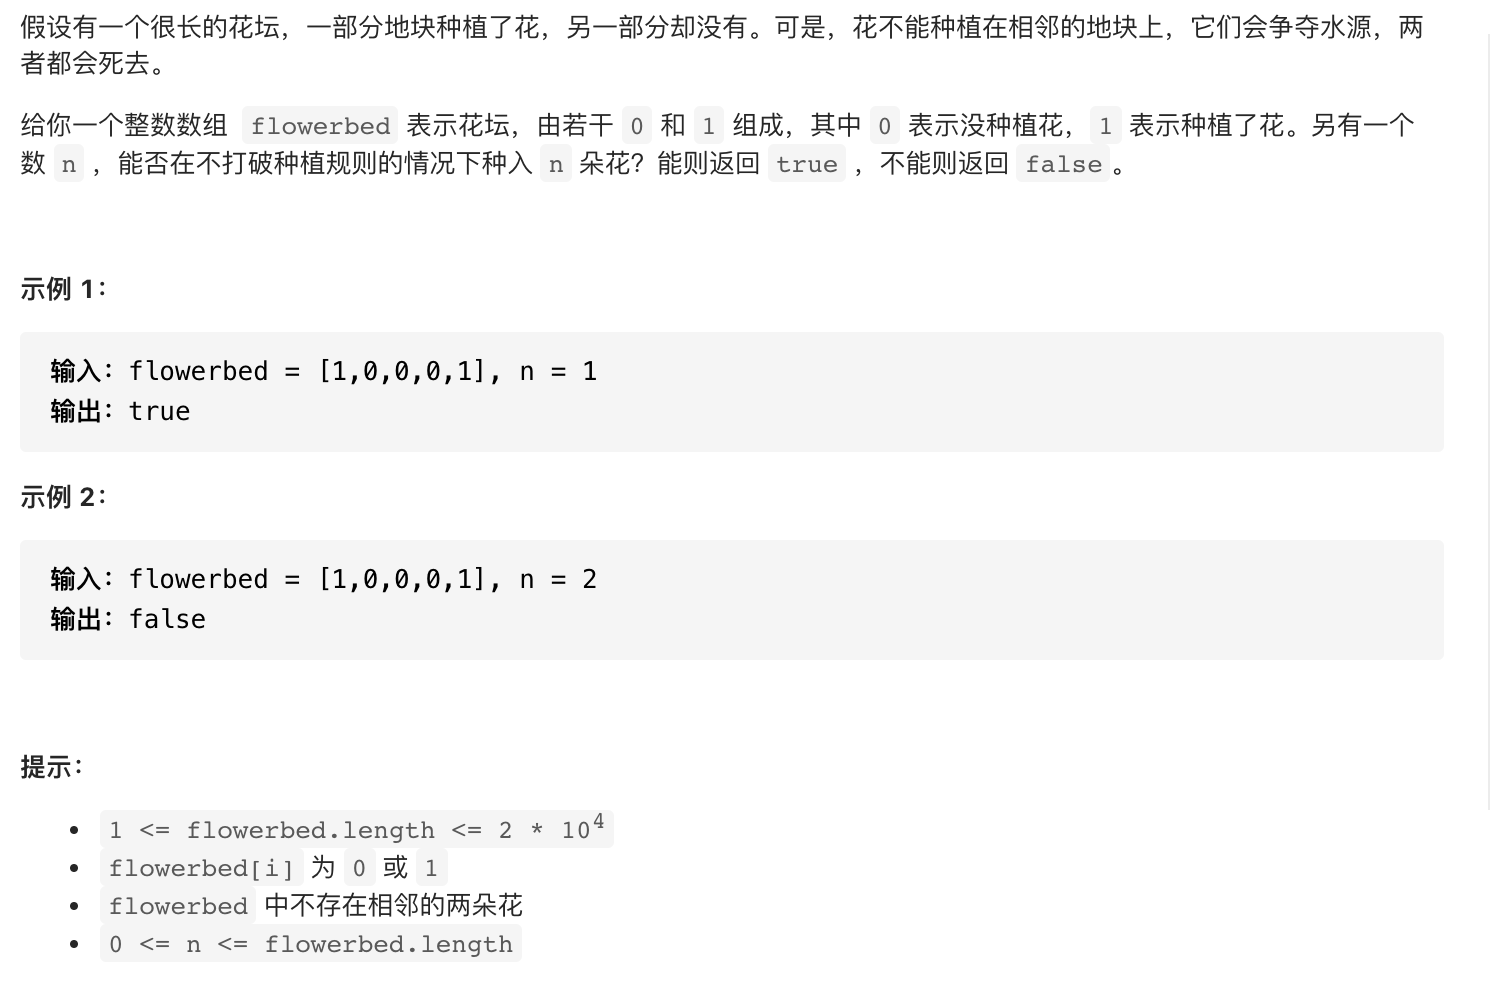 假设有一个很长的花坛，一部分地块种植了花，另一部分却没有。可是，花不能种植在相邻的地块上，它们会争夺水源，两
者都会死去。
给你一个整数数组 flowerbed 表示花坛，由若干 0 和 1 组成，其中 0 表示没种植花，1 表示种植了花。另有一个
数 n ，能否在不打破种植规则的情况下种入 n 朵花？能则返回 true ，不能则返回 false。
示例 1：
输入：flowerbed = [1,0,0,0,1], n = 1
输出：true
示例 2：
输入：flowerbed = [1,0,0,0,1], n = 2
输出：false
提示：
• 1 <= flowerbed.length <= 2 * 10⁴
• flowerbed[i] 为 0 或 1
• flowerbed 中不存在相邻的两朵花
• 0 <= n <= flowerbed.length